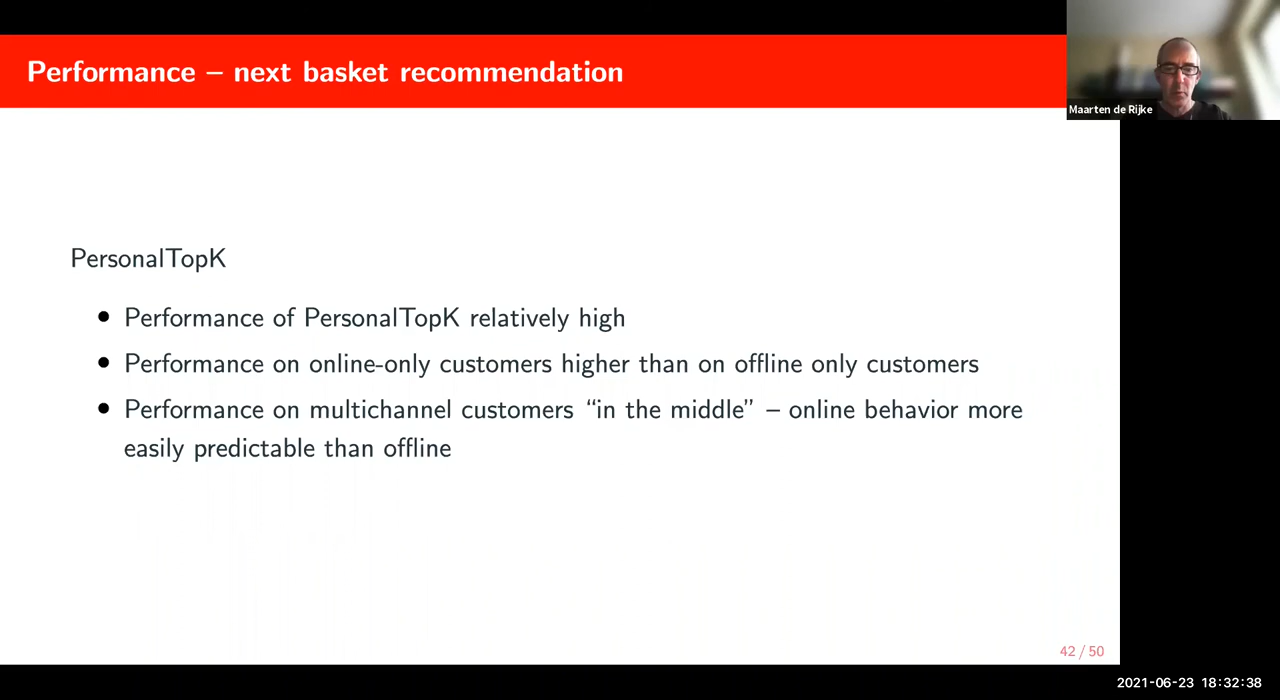 Performance – next basket recommendation
Maarten de Rijke
PersonalTopK
• Performance of PersonalTopK relatively high
• Performance on online-only customers higher than on offline only customers
• Performance on multichannel customers “in the middle” – online behavior more
easily predictable than offline
42 / 50
2021-06-23 18:32:38